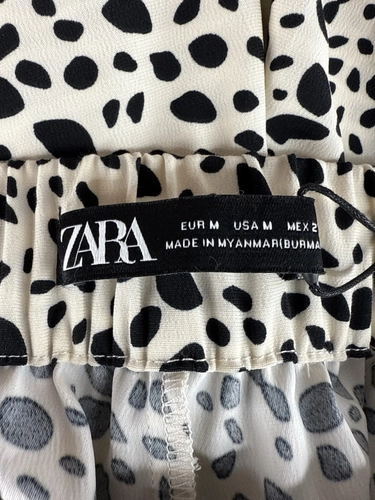 ZARA
EUR M USA M MEX 2
MADE IN MYANMAR(BURMA